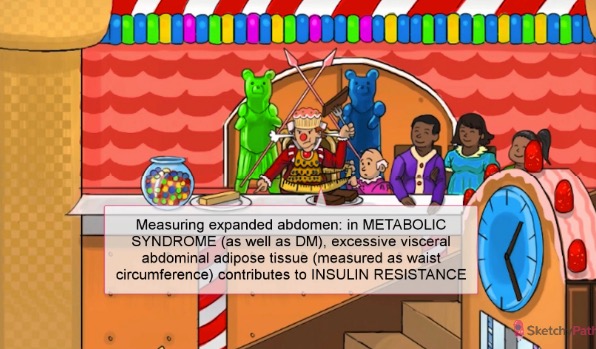 Measuring expanded abdomen: in METABOLIC
SYNDROME (as well as DM), excessive visceral
abdominal adipose tissue (measured as waist
circumference) contributes to INSULIN RESISTANCE
SketchyPath